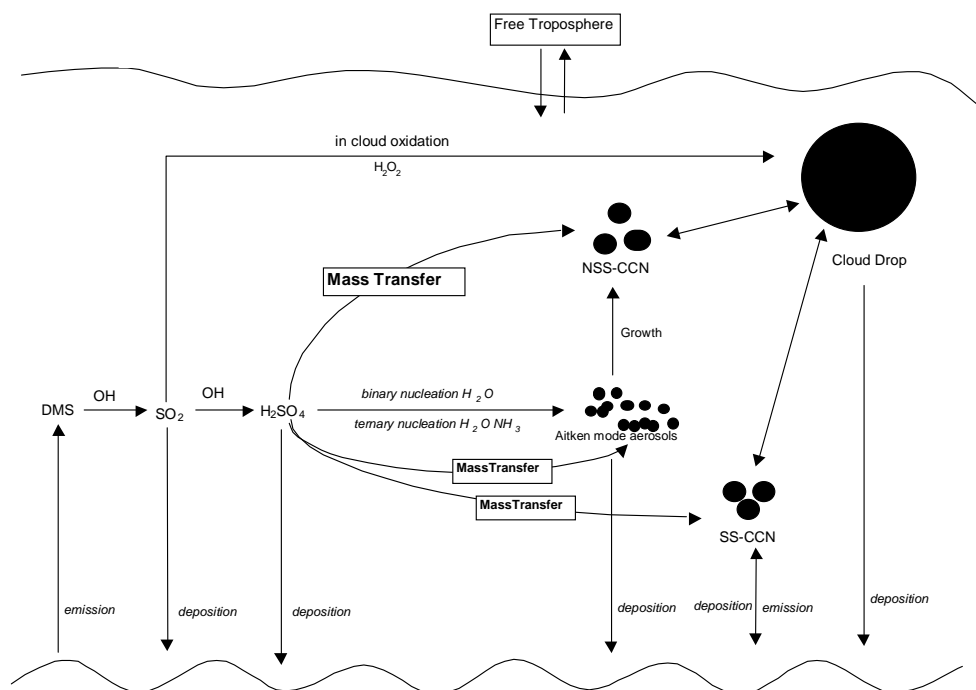 Free Troposphere
in cloud oxidation
H₂O₂
NSS-CCN
Cloud Drop
Mass Transfer
Growth
OH
OH
binary nucleation H₂O
DMS
SO₂
H₂SO₄
ternary nucleation H₂O NH₃
Aitken mode aerosols
MassTransfer
MassTransfer
SS-CCN
emission
deposition
deposition
deposition
deposition
emission
deposition